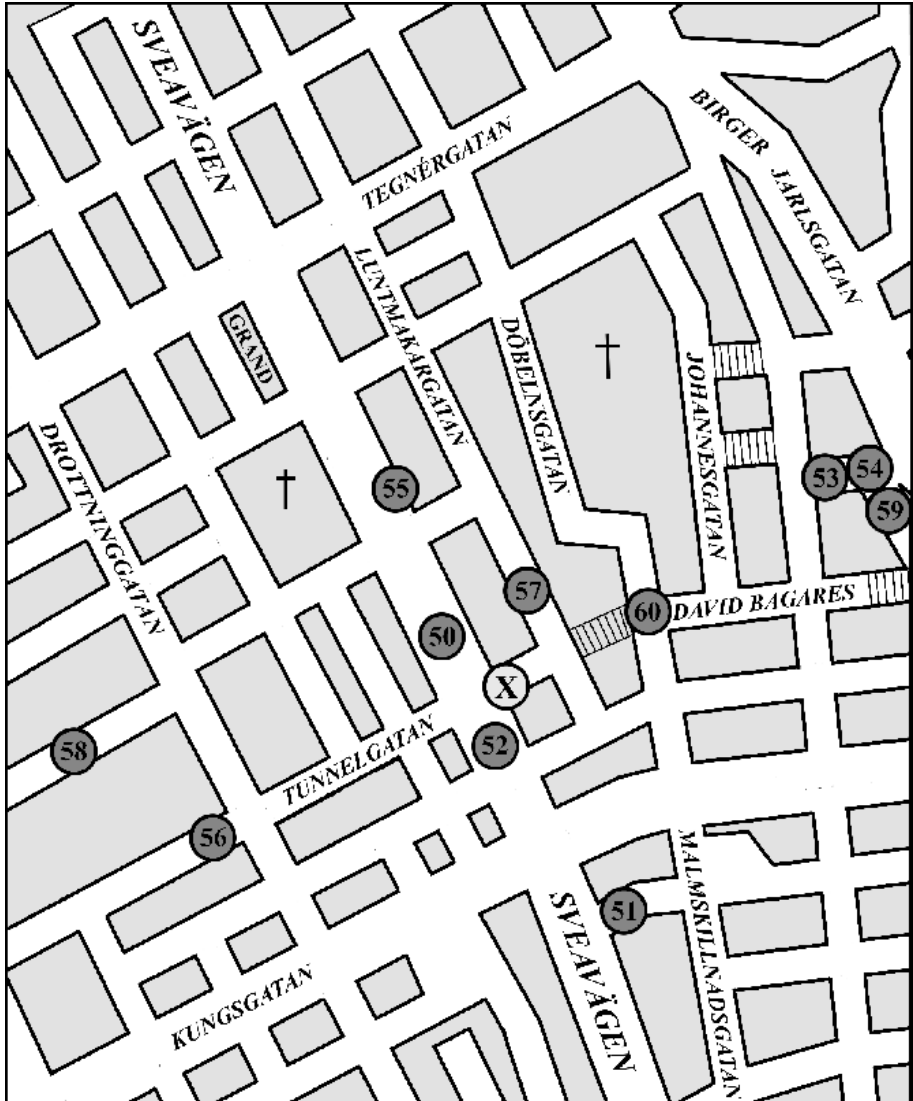 SVEAVÄGEN
BIRGER
JARLSGATAN
TEGNÉRGATAN
LUNTMAKARGATAN
GRAND
DÖBELNSGATAN
JOHANNESGATAN
DROTTNINGGATAN
55
53
54
59
57
60
DAVID BAGARES
50
X
52
58
TUNNELGATAN
56
51
SVEAVÄGEN
MALMSKILLNADSGATAN
KUNGSGATAN